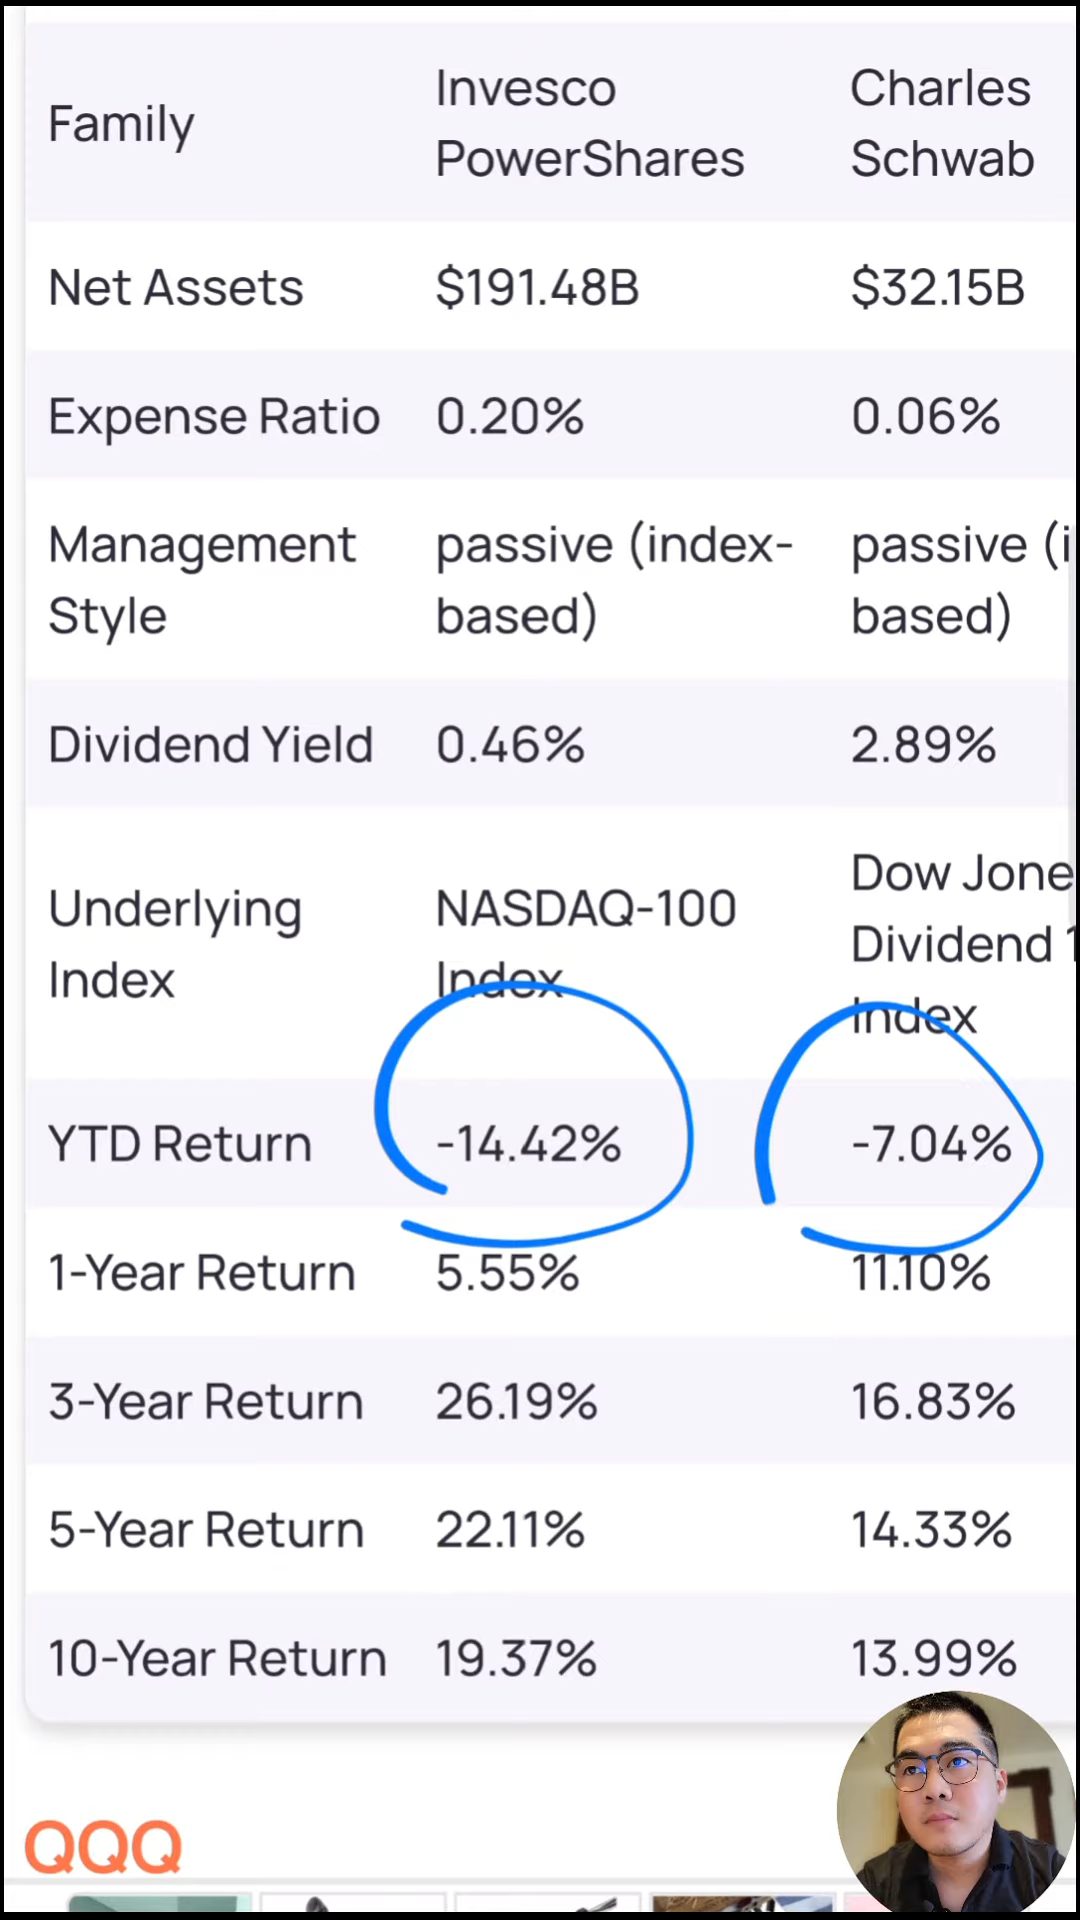 Family
Invesco
PowerShares
Charles
Schwab
Net Assets
$191.48B
$32.15B
Expense Ratio
0.20%
0.06%
Management
Style
passive (index-
based)
passive (i
based)
Dividend Yield
0.46%
2.89%
Underlying
Index
NASDAQ-100
Index
Dow Jone
Dividend 1
Index
YTD Return
-14.42%
-7.04%
1-Year Return
5.55%
11.10%
3-Year Return
26.19%
16.83%
5-Year Return
22.11%
14.33%
10-Year Return
19.37%
13.99%
QQQ